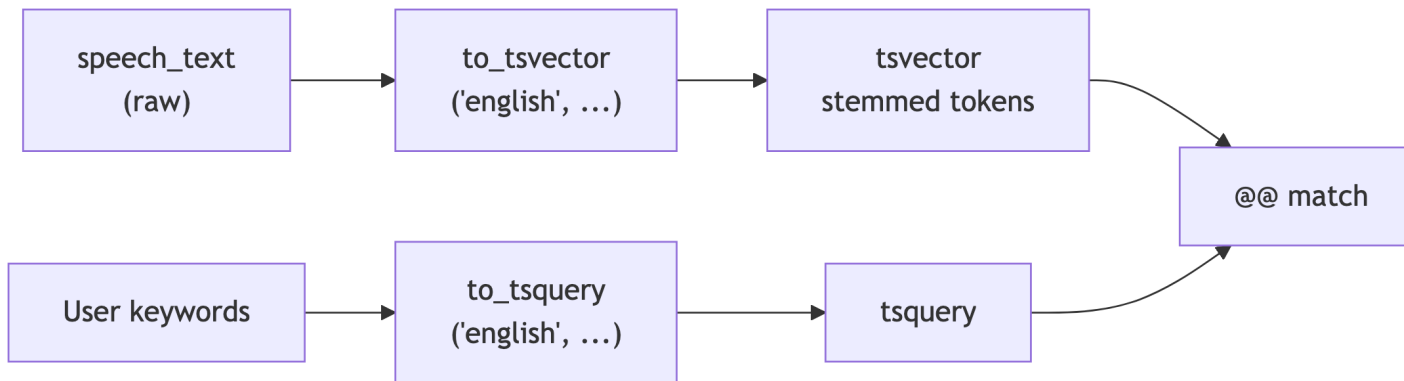 speech_text
(raw)
to_tsvector
('english', ...)
tsvector
stemmed tokens
@@ match
User keywords
to_tsquery
('english', ...)
tsquery